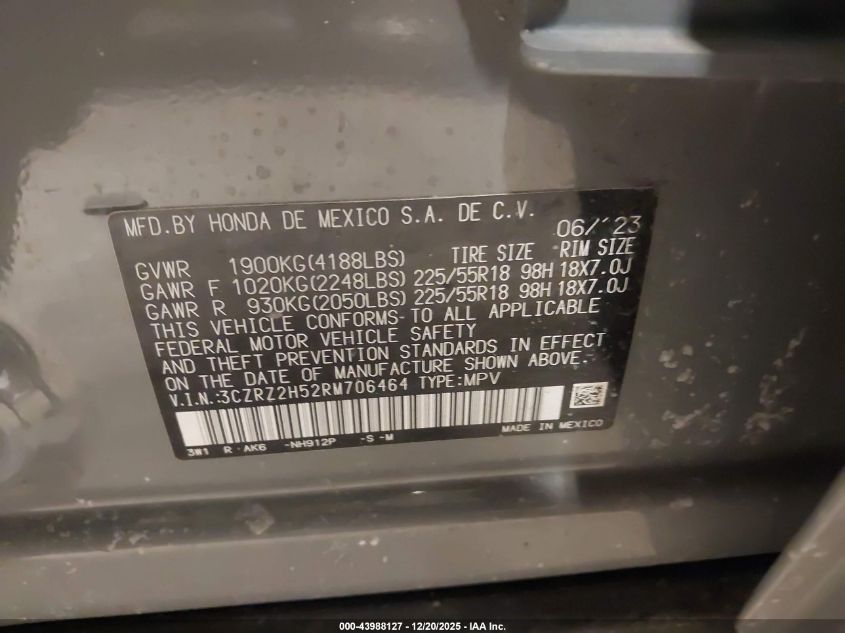 MFD.BY HONDA DE MEXICO S.A. DE C.V. 06/'23
GVWR 1900KG(4188LBS) TIRE SIZE RIM SIZE
GAWR F 1020KG(2248LBS) 225/55R18 98H 18X7.0J
GAWR R 930KG(2050LBS) 225/55R18 98H 18X7.0J
THIS VEHICLE CONFORMS TO ALL APPLICABLE
FEDERAL MOTOR VEHICLE SAFETY
AND THEFT PREVENTION STANDARDS IN EFFECT
ON THE DATE OF MANUFACTURE SHOWN ABOVE.
V.I.N.:3CZRZ2H52RM706464 TYPE:MPV
MADE IN MEXICO
3W1 R-AK6 -NH912P -S -M
000-43988127 - 12/20/2025 - IAA Inc.